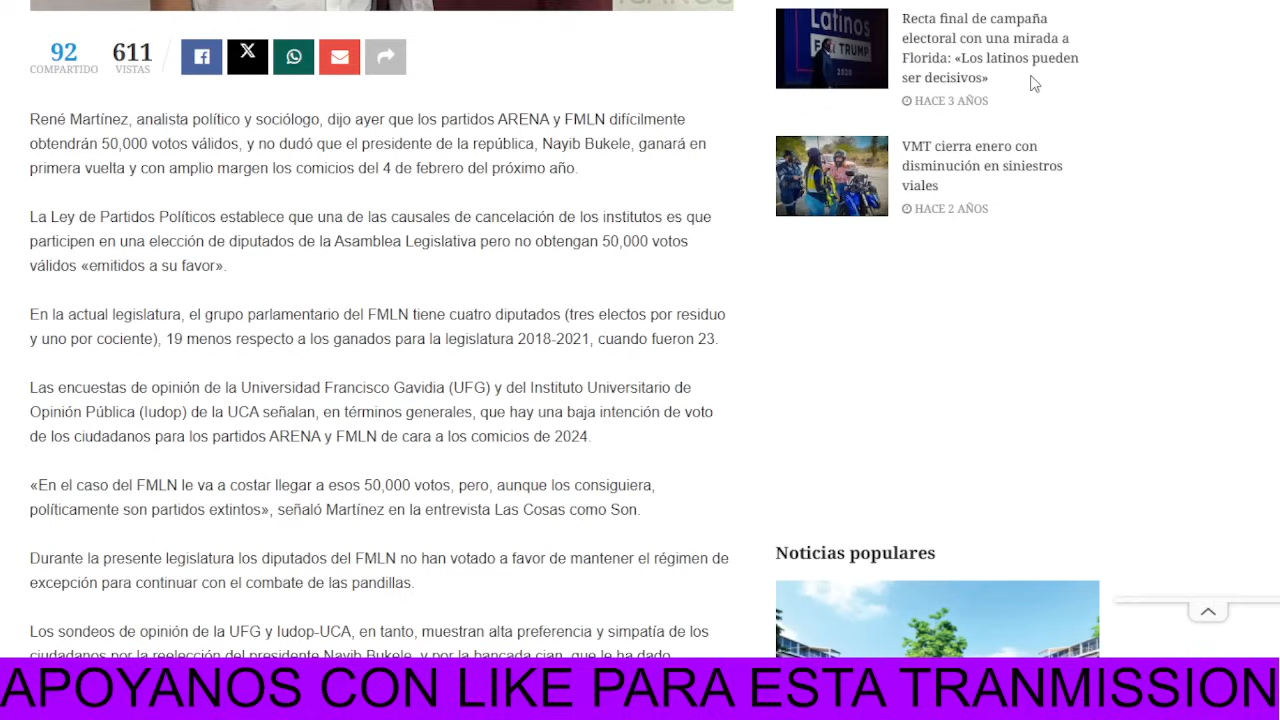 92
COMPARTIDO
611
VISTAS
René Martínez, analista político y sociólogo, dijo ayer que los partidos ARENA y FMLN difícilmente
obtendrán 50,000 votos válidos, y no dudó que el presidente de la república, Nayib Bukele, ganará en
primera vuelta y con amplio margen los comicios del 4 de febrero del próximo año.
La Ley de Partidos Políticos establece que una de las causales de cancelación de los institutos es que
participen en una elección de diputados de la Asamblea Legislativa pero no obtengan 50,000 votos
válidos «emitidos a su favor».
En la actual legislatura, el grupo parlamentario del FMLN tiene cuatro diputados (tres electos por residuo
y uno por cociente), 19 menos respecto a los ganados para la legislatura 2018-2021, cuando fueron 23.
Las encuestas de opinión de la Universidad Francisco Gavidia (UFG) y del Instituto Universitario de
Opinión Pública (Iudop) de la UCA señalan, en términos generales, que hay una baja intención de voto
de los ciudadanos para los partidos ARENA y FMLN de cara a los comicios de 2024.
«En el caso del FMLN le va a costar llegar a esos 50,000 votos, pero, aunque los consiguiera,
políticamente son partidos extintos», señaló Martínez en la entrevista Las Cosas como Son.
Durante la presente legislatura los diputados del FMLN no han votado a favor de mantener el régimen de
excepción para continuar con el combate de las pandillas.
Los sondeos de opinión de la UFG y Iudop-UCA, en tanto, muestran alta preferencia y simpatía de los
ciudadanos por la reelección del presidente Nayib Bukele, y por la bancada cian, que le ha dado
Latinos
FOR TRUMP
2020
Recta final de campaña
electoral con una mirada a
Florida: «Los latinos pueden
ser decisivos»
HACE 3 AÑOS
VMT cierra enero con
disminución en siniestros
viales
HACE 2 AÑOS
Noticias populares
APOYANOS CON LIKE PARA ESTA TRANMISSION